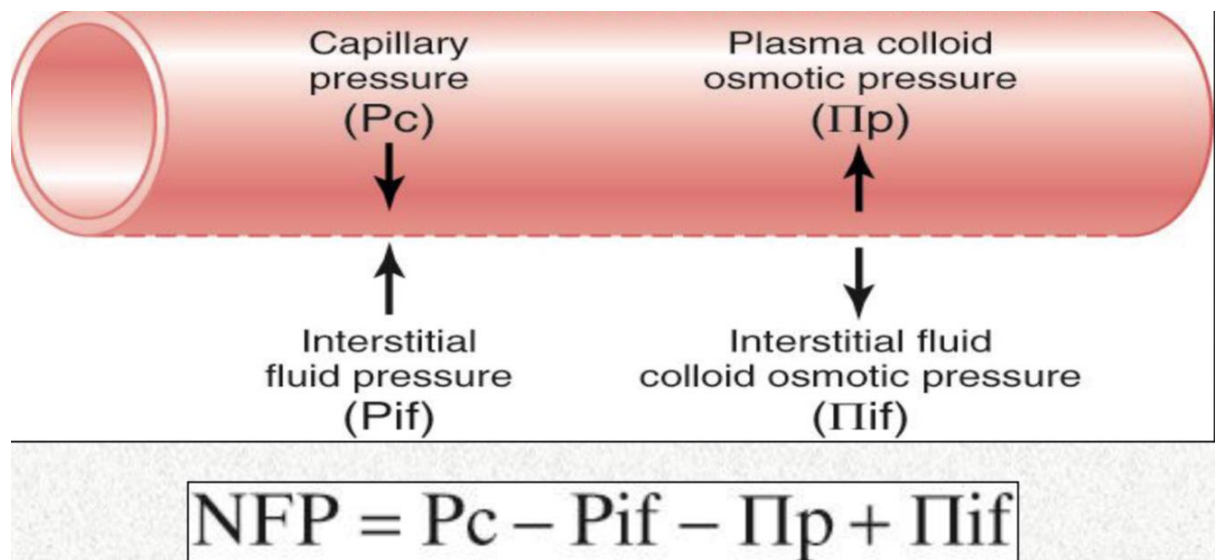 Capillary
pressure
(Pc)
Plasma colloid
osmotic pressure
(Πp)
Interstitial
fluid pressure
(Pif)
Interstitial fluid
colloid osmotic pressure
(Πif)
NFP = Pc – Pif – Πp + Πif